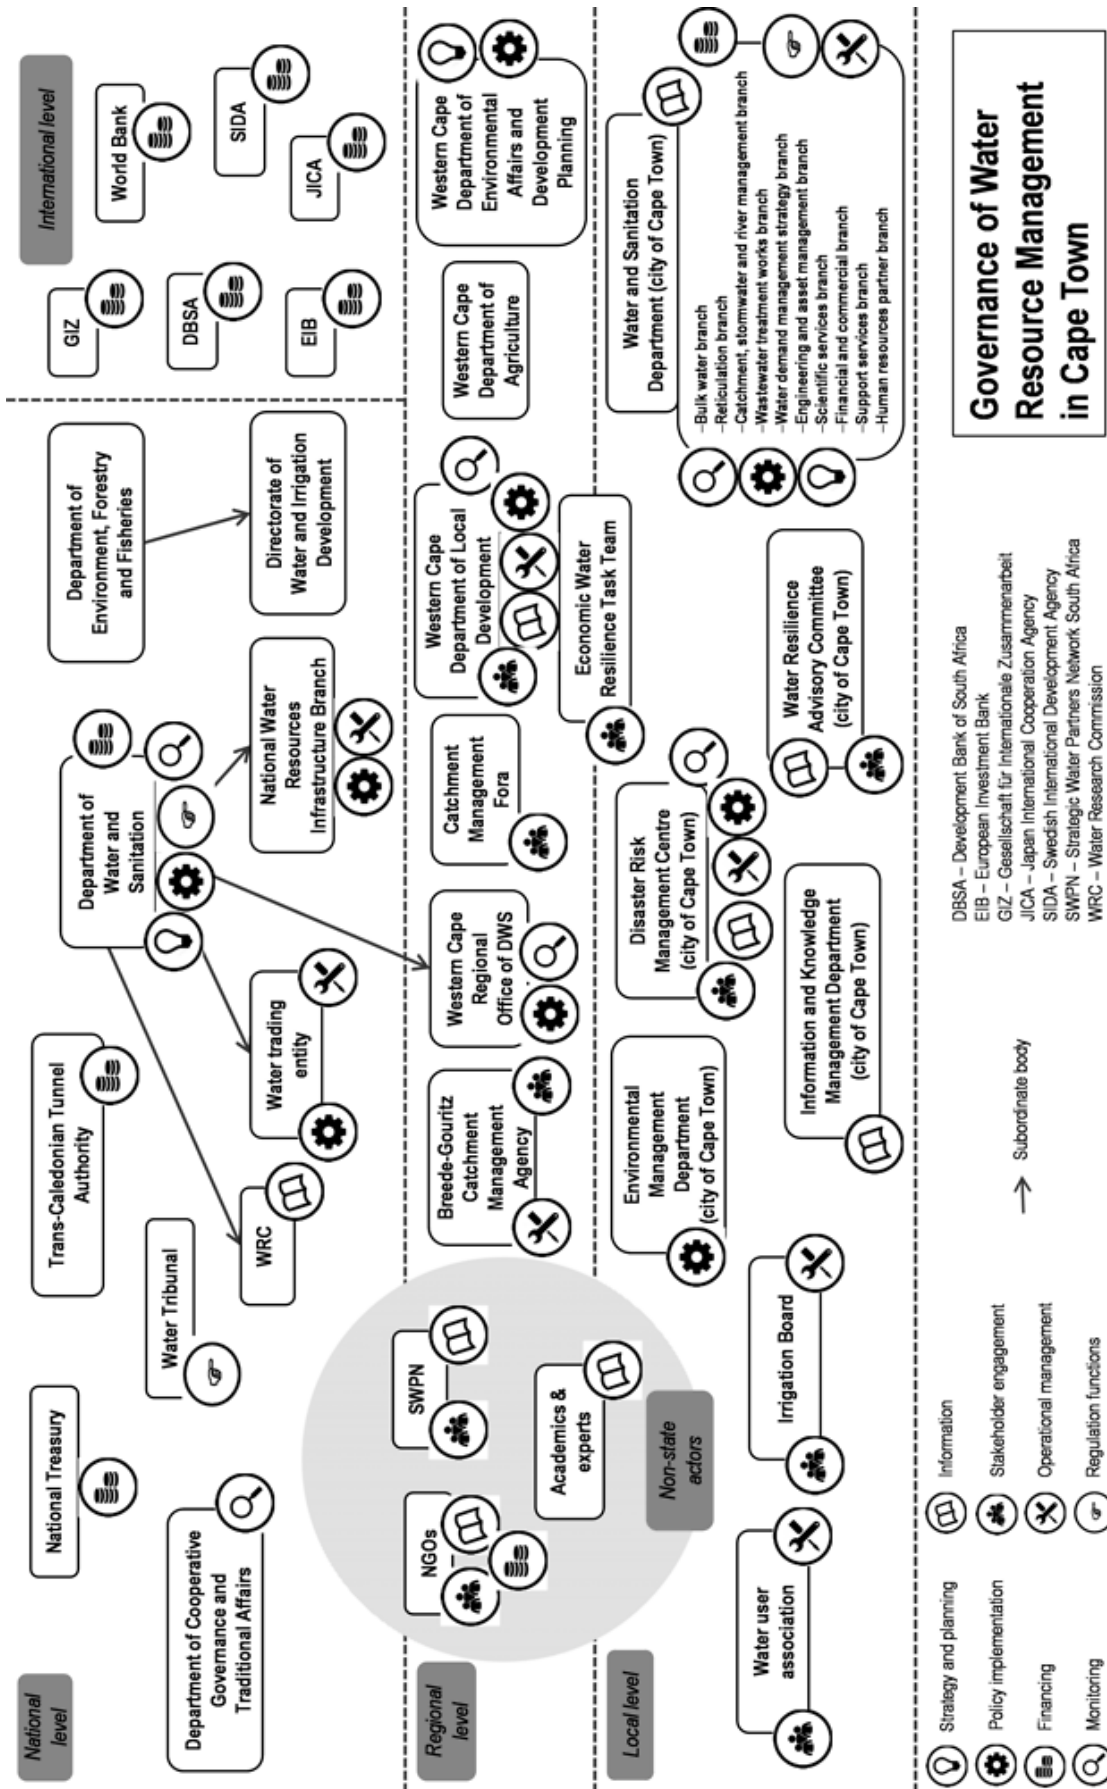 National
level
National Treasury
Department of Cooperative
Governance and
Traditional Affairs
Water Tribunal
Trans-Caledonian Tunnel
Authority
WRC
Water trading
entity
Department of
Water and
Sanitation
National Water
Resources
Infrastructure Branch
Department of
Environment, Forestry
and Fisheries
Directorate of
Water and Irrigation
Development
International level
GIZ
World Bank
DBSA
SIDA
EIB
JICA
Regional
level
NGOs
SWPN
Academics &
experts
Non-state
actors
Breede-Gouritz
Catchment
Management
Agency
Western Cape
Regional
Office of DWS
Catchment
Management
Fora
Western Cape
Department of Local
Development
Economic Water
Resilience Task Team
Western Cape
Department of
Agriculture
Western Cape
Department of
Environmental
Affairs and
Development
Planning
Local level
Water user
association
Irrigation Board
Environmental
Management
Department
(city of Cape Town)
Information and Knowledge
Management Department
(city of Cape Town)
Disaster Risk
Management Centre
(city of Cape Town)
Water Resilience
Advisory Committee
(city of Cape Town)
Water and Sanitation
Department (city of Cape Town)
–Bulk water branch
–Reticulation branch
–Catchment, stormwater and river management branch
–Wastewater treatment works branch
–Water demand management strategy branch
–Engineering and asset management branch
–Scientific services branch
–Financial and commercial branch
–Support services branch
–Human resources partner branch
Strategy and planning
Policy implementation
Financing
Monitoring
Information
Stakeholder engagement
Operational management
Regulation functions
Subordinate body
DBSA – Development Bank of South Africa
EIB – European Investment Bank
GIZ – Gesellschaft für Internationale Zusammenarbeit
JICA – Japan International Cooperation Agency
SIDA – Swedish International Development Agency
SWPN – Strategic Water Partners Network South Africa
WRC – Water Research Commission
Governance of Water
Resource Management
in Cape Town